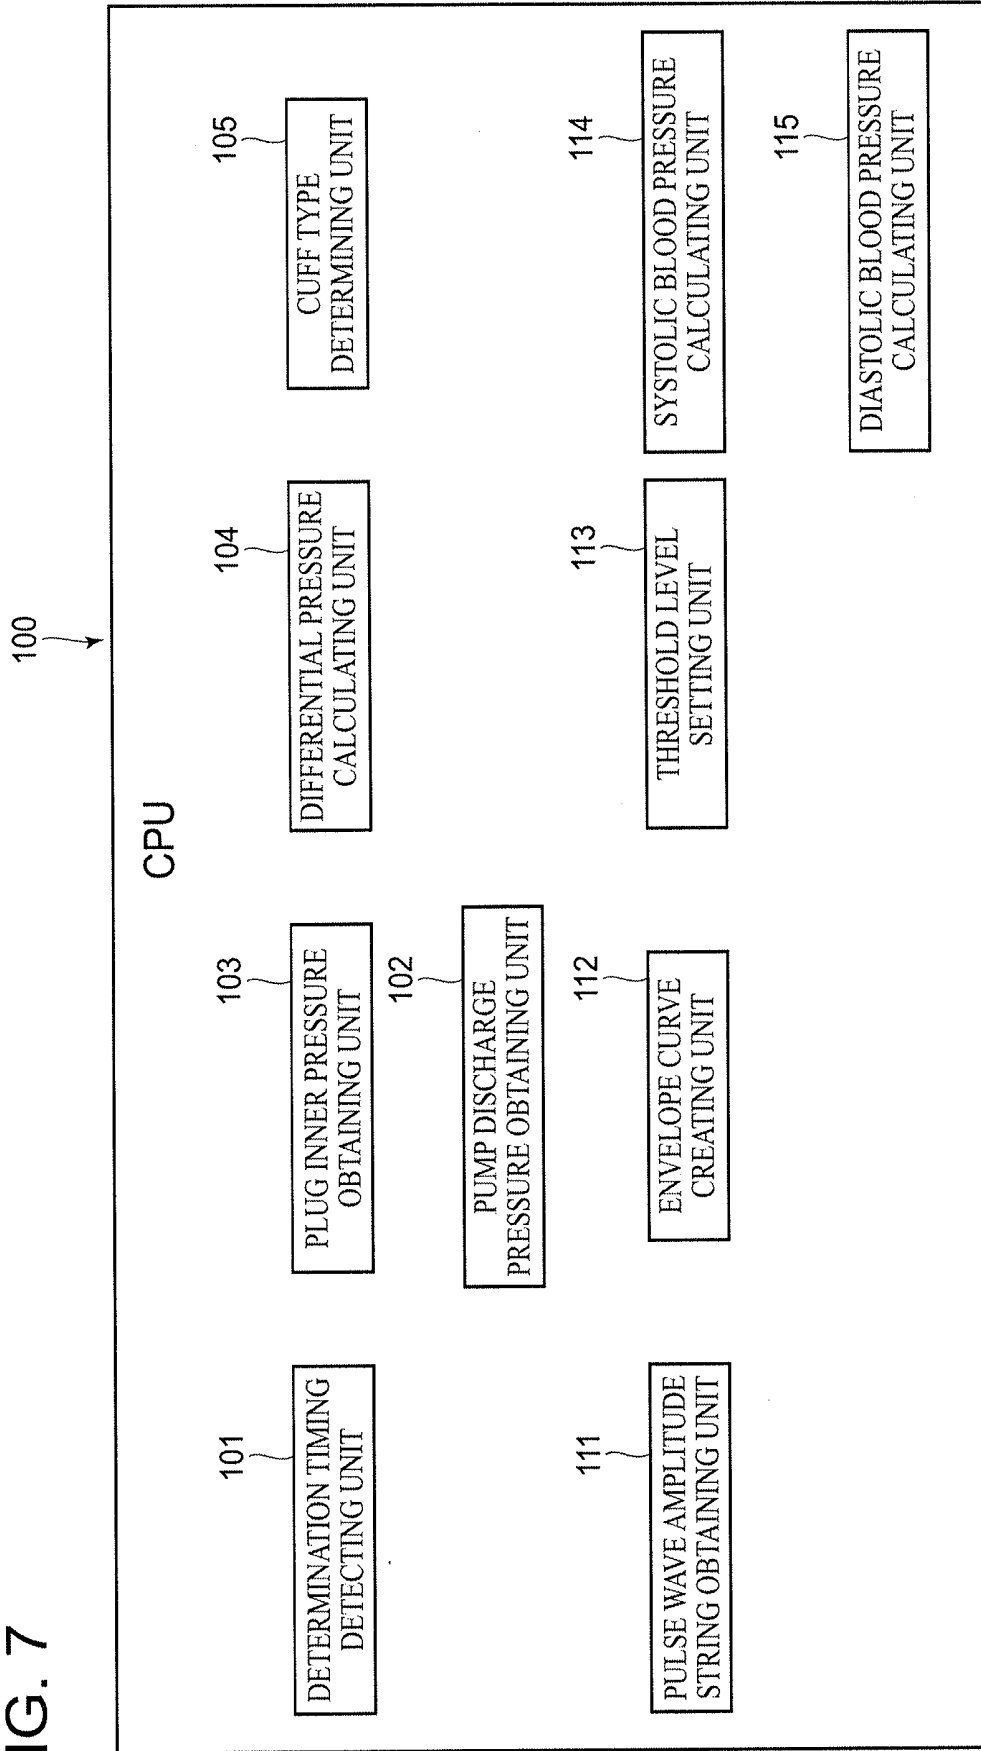 IG. 7
100
CPU
101
DETERMINATION TIMING
DETECTING UNIT
103
PLUG INNER PRESSURE
OBTAINING UNIT
104
DIFFERENTIAL PRESSURE
CALCULATING UNIT
105
CUFF TYPE
DETERMINING UNIT
102
PUMP DISCHARGE
PRESSURE OBTAINING UNIT
111
PULSE WAVE AMPLITUDE
STRING OBTAINING UNIT
112
ENVELOPE CURVE
CREATING UNIT
113
THRESHOLD LEVEL
SETTING UNIT
114
SYSTOLIC BLOOD PRESSURE
CALCULATING UNIT
115
DIASTOLIC BLOOD PRESSURE
CALCULATING UNIT